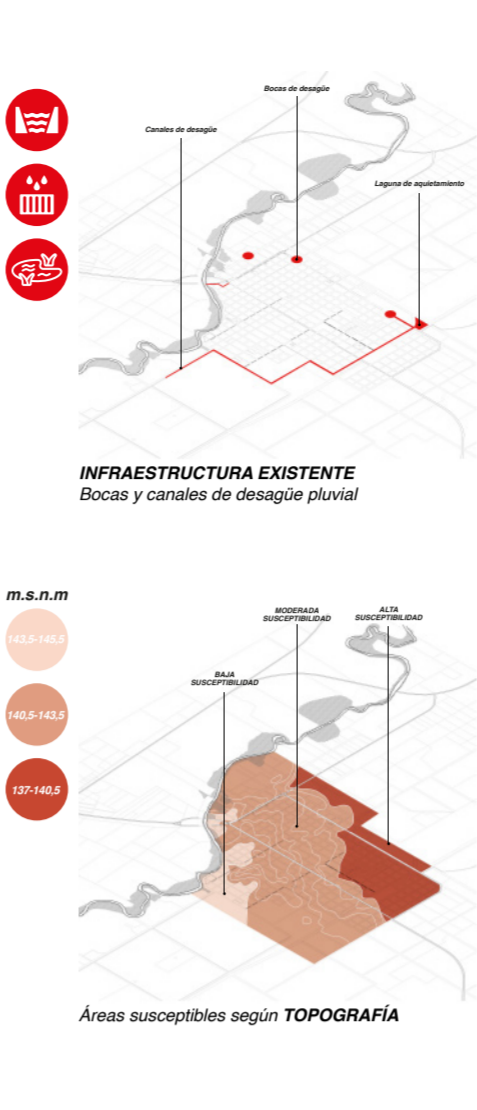 Bocas de desagüe
Canales de desagüe
Laguna de aquietamiento
INFRAESTRUCTURA EXISTENTE
Bocas y canales de desagüe pluvial
m.s.n.m
143,5-145,5
140,5-143,5
137-140,5
MODERADA
SUSCEPTIBILIDAD
ALTA
SUSCEPTIBILIDAD
BAJA
SUSCEPTIBILIDAD
Áreas susceptibles según TOPOGRAFÍA